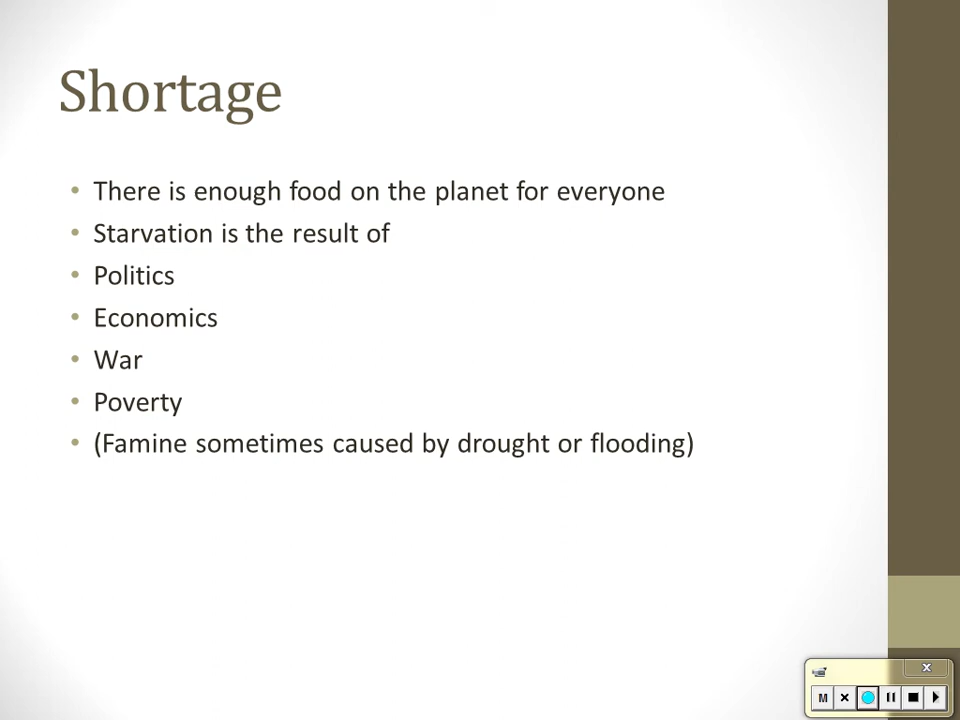 Shortage
• There is enough food on the planet for everyone
• Starvation is the result of
• Politics
• Economics
• War
• Poverty
• (Famine sometimes caused by drought or flooding)
x
M